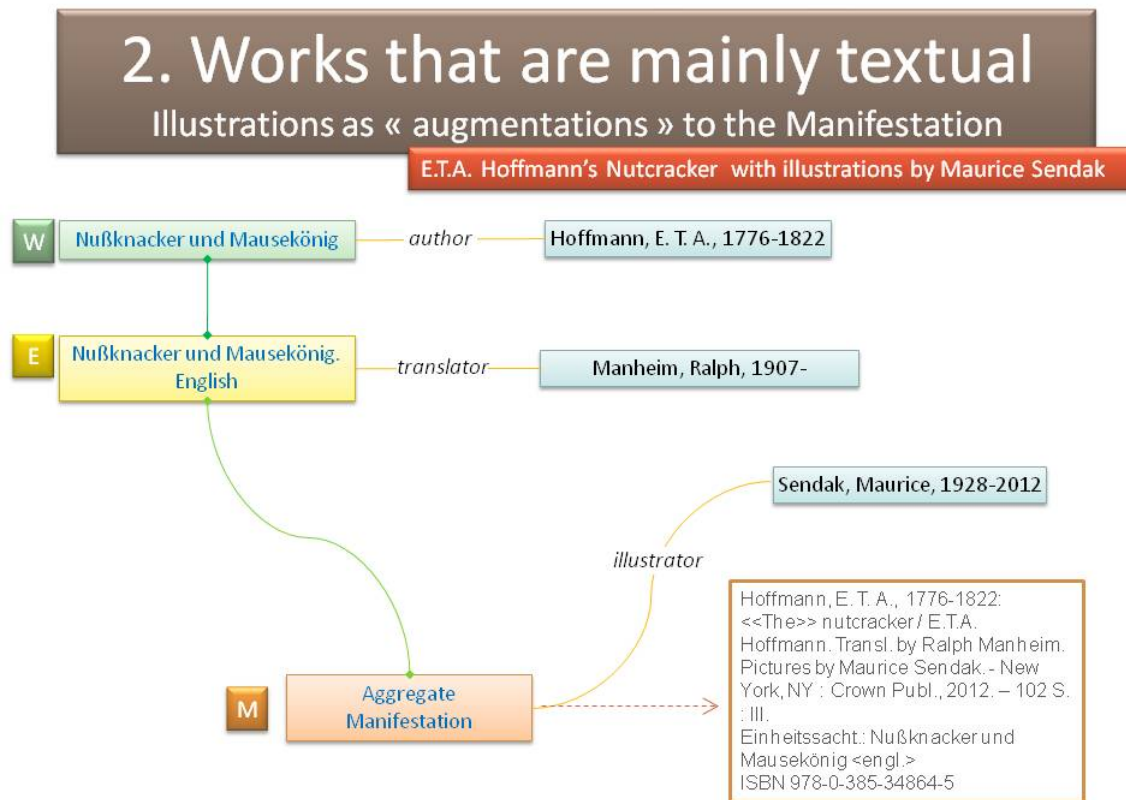 2. Works that are mainly textual
Illustrations as « augmentations » to the Manifestation
E.T.A. Hoffmann's Nutcracker with illustrations by Maurice Sendak
W
Nußknacker und Mausekönig
author
Hoffmann, E. T. A., 1776-1822
E
Nußknacker und Mausekönig.
English
translator
Manheim, Ralph, 1907-
Sendak, Maurice, 1928-2012
illustrator
M
Aggregate
Manifestation
Hoffmann, E. T. A., 1776-1822:
<<The>> nutcracker / E.T.A.
Hoffmann. Transl. by Ralph Manheim.
Pictures by Maurice Sendak. - New
York, NY : Crown Publ., 2012. – 102 S.
: Ill.
Einheitssacht.: Nußknacker und
Mausekönig <engl.>
ISBN 978-0-385-34864-5